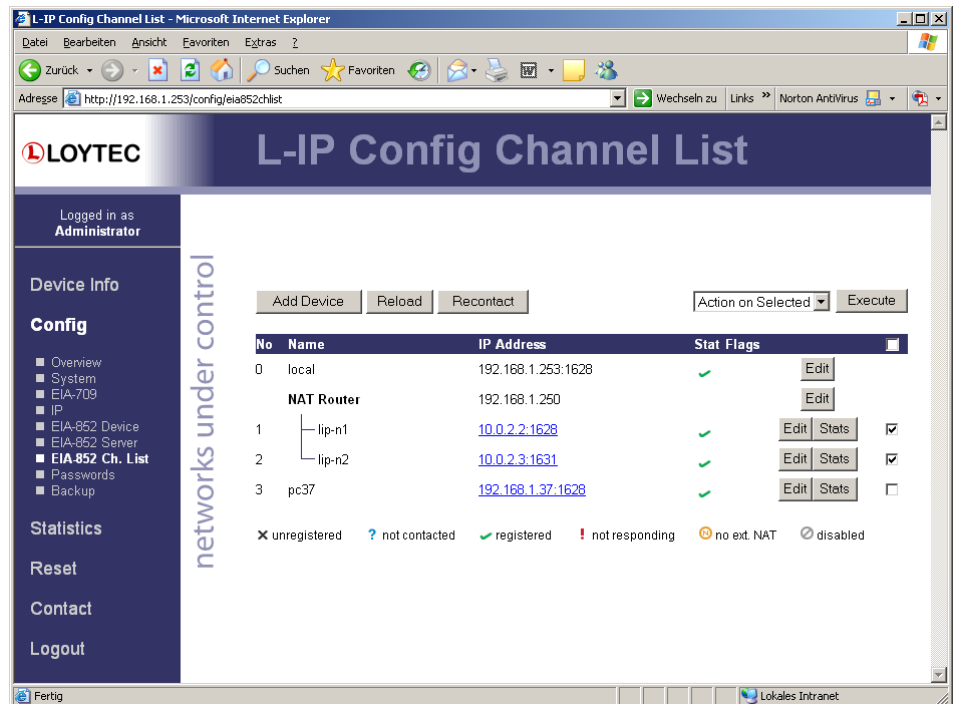 L-IP Config Channel List - Microsoft Internet Explorer
Datei Bearbeiten Ansicht Favoriten Extras ?
Zurück Suchen Favoriten
Adresse http://192.168.1.253/config/eia852chlist Wechseln zu Links » Norton AntiVirus
LOYTEC
L-IP Config Channel List
Logged in as
Administrator
Device Info
Config
Overview
System
EIA-709
IP
EIA-852 Device
EIA-852 Server
EIA-852 Ch. List
Passwords
Backup
Statistics
Reset
Contact
Logout
networks under control
Add Device Reload Recontact Action on Selected Execute
No Name IP Address Stat Flags
0 local 192.168.1.253:1628 Edit
NAT Router 192.168.1.250 Edit
1 lip-n1 10.0.2.2:1628 Edit Stats
2 lip-n2 10.0.2.3:1631 Edit Stats
3 pc37 192.168.1.37:1628 Edit Stats
unregistered ? not contacted registered ! not responding N no ext. NAT disabled
Fertig Lokales Intranet